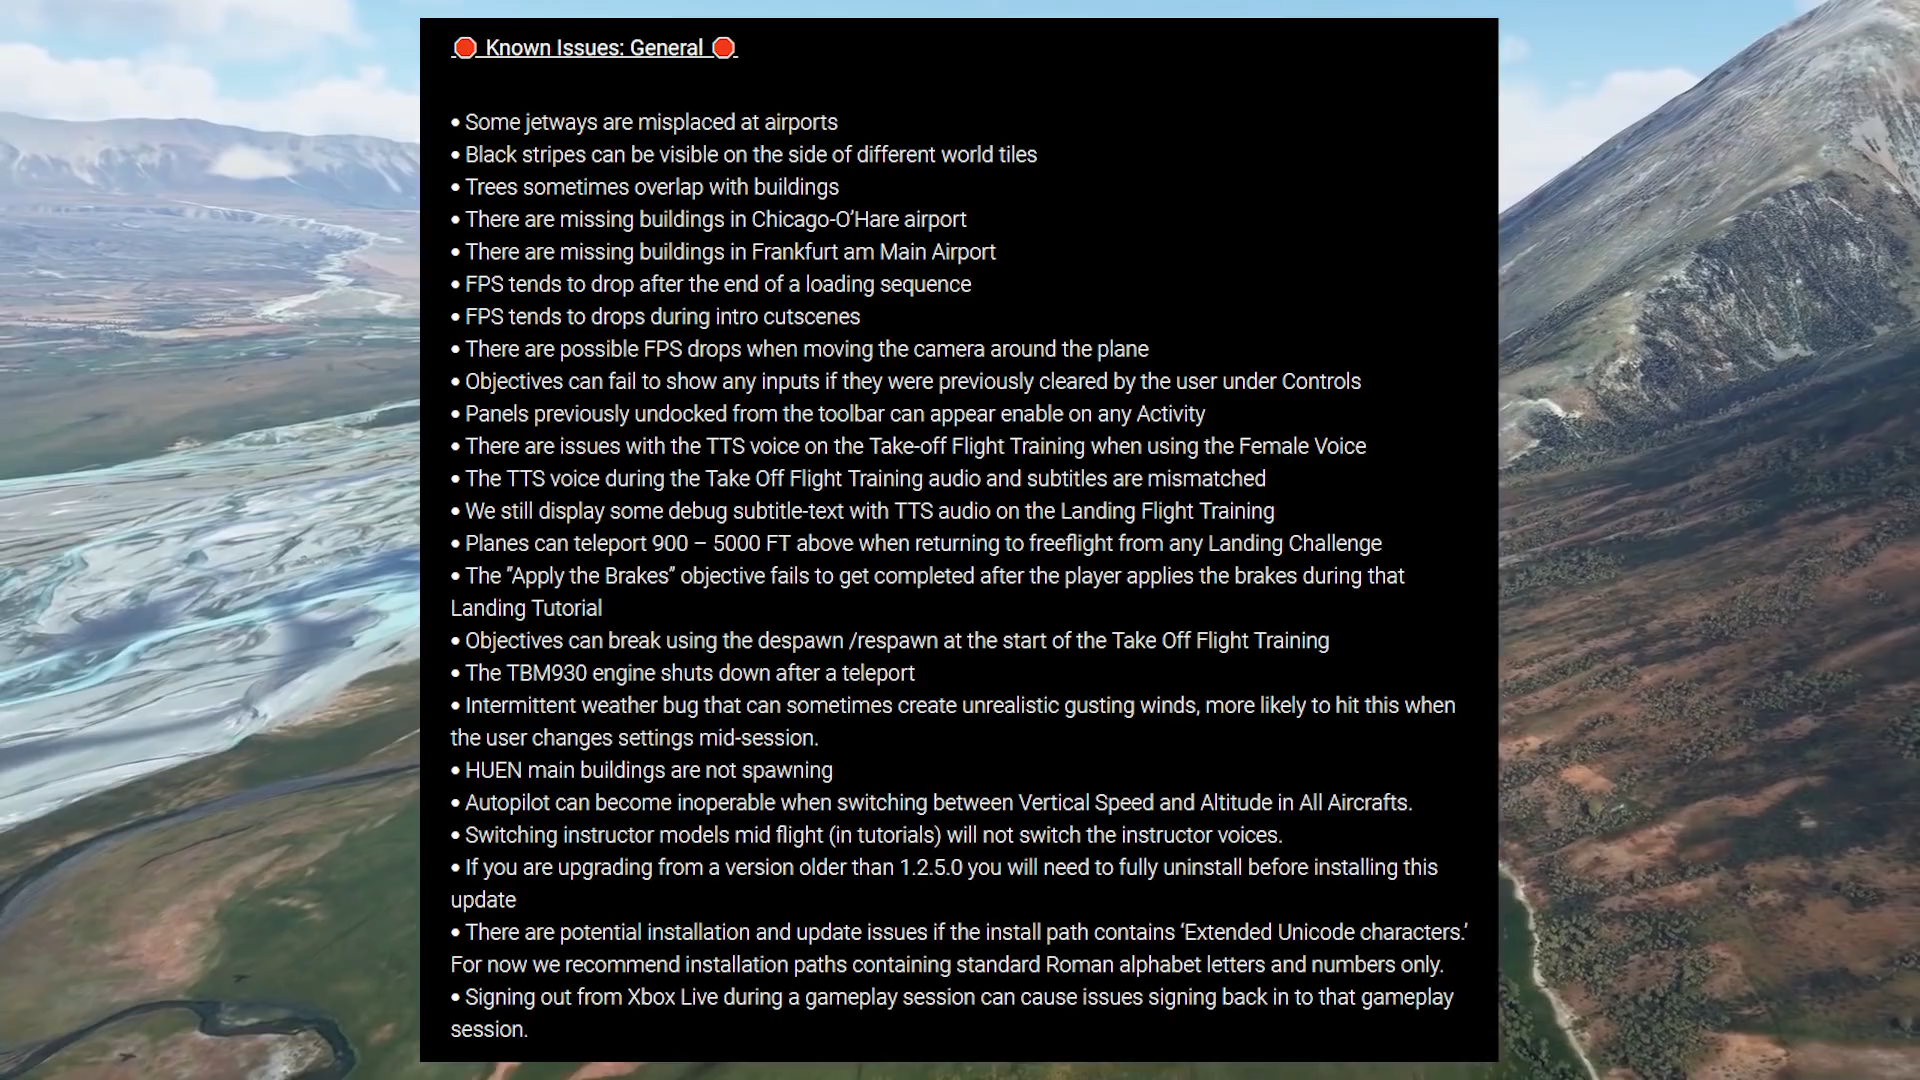 🛑 Known Issues: General 🛑
• Some jetways are misplaced at airports
• Black stripes can be visible on the side of different world tiles
• Trees sometimes overlap with buildings
• There are missing buildings in Chicago-O’Hare airport
• There are missing buildings in Frankfurt am Main Airport
• FPS tends to drop after the end of a loading sequence
• FPS tends to drops during intro cutscenes
• There are possible FPS drops when moving the camera around the plane
• Objectives can fail to show any inputs if they were previously cleared by the user under Controls
• Panels previously undocked from the toolbar can appear enable on any Activity
• There are issues with the TTS voice on the Take-off Flight Training when using the Female Voice
• The TTS voice during the Take Off Flight Training audio and subtitles are mismatched
• We still display some debug subtitle-text with TTS audio on the Landing Flight Training
• Planes can teleport 900 – 5000 FT above when returning to freeflight from any Landing Challenge
• The ”Apply the Brakes” objective fails to get completed after the player applies the brakes during that
Landing Tutorial
• Objectives can break using the despawn /respawn at the start of the Take Off Flight Training
• The TBM930 engine shuts down after a teleport
• Intermittent weather bug that can sometimes create unrealistic gusting winds, more likely to hit this when
the user changes settings mid-session.
• HUEN main buildings are not spawning
• Autopilot can become inoperable when switching between Vertical Speed and Altitude in All Aircrafts.
• Switching instructor models mid flight (in tutorials) will not switch the instructor voices.
• If you are upgrading from a version older than 1.2.5.0 you will need to fully uninstall before installing this
update
• There are potential installation and update issues if the install path contains ‘Extended Unicode characters.’
For now we recommend installation paths containing standard Roman alphabet letters and numbers only.
• Signing out from Xbox Live during a gameplay session can cause issues signing back in to that gameplay
session.